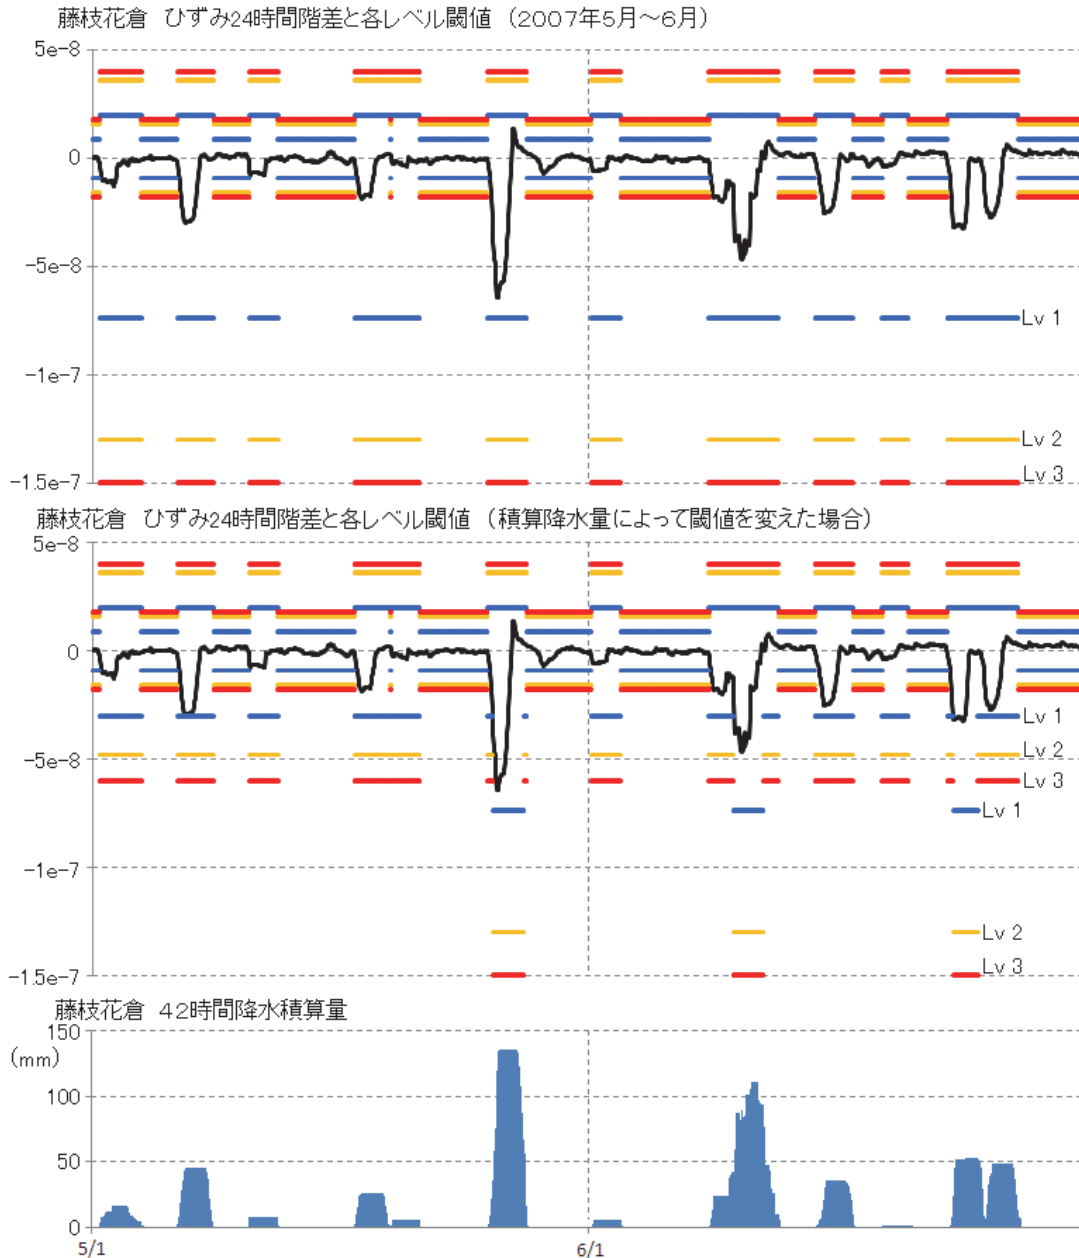 藤枝花倉 ひずみ24時間階差と各レベル閾値 (2007年5月～6月)
5e-8
0
-5e-8
Lv 1
-1e-7
Lv 2
Lv 3
-1.5e-7
藤枝花倉 ひずみ24時間階差と各レベル閾値 (積算降水量によって閾値を変えた場合)
5e-8
0
Lv 1
Lv 2
-5e-8
Lv 3
Lv 1
-1e-7
Lv 2
Lv 3
-1.5e-7
藤枝花倉 42時間降水積算量
150
(mm)
100
50
0
5/1 6/1